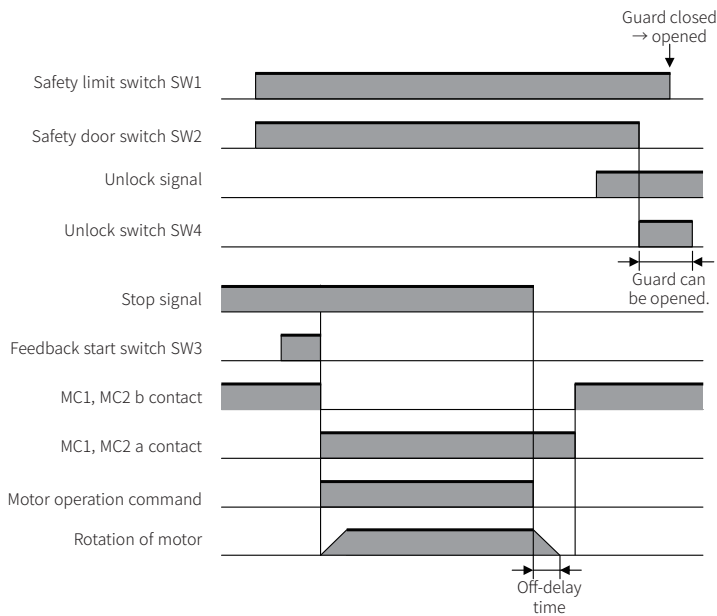 Guard closed
→ opened
Safety limit switch SW1
Safety door switch SW2
Unlock signal
Unlock switch SW4
Guard can
be opened.
Stop signal
Feedback start switch SW3
MC1, MC2 b contact
MC1, MC2 a contact
Motor operation command
Rotation of motor
Off-delay
time